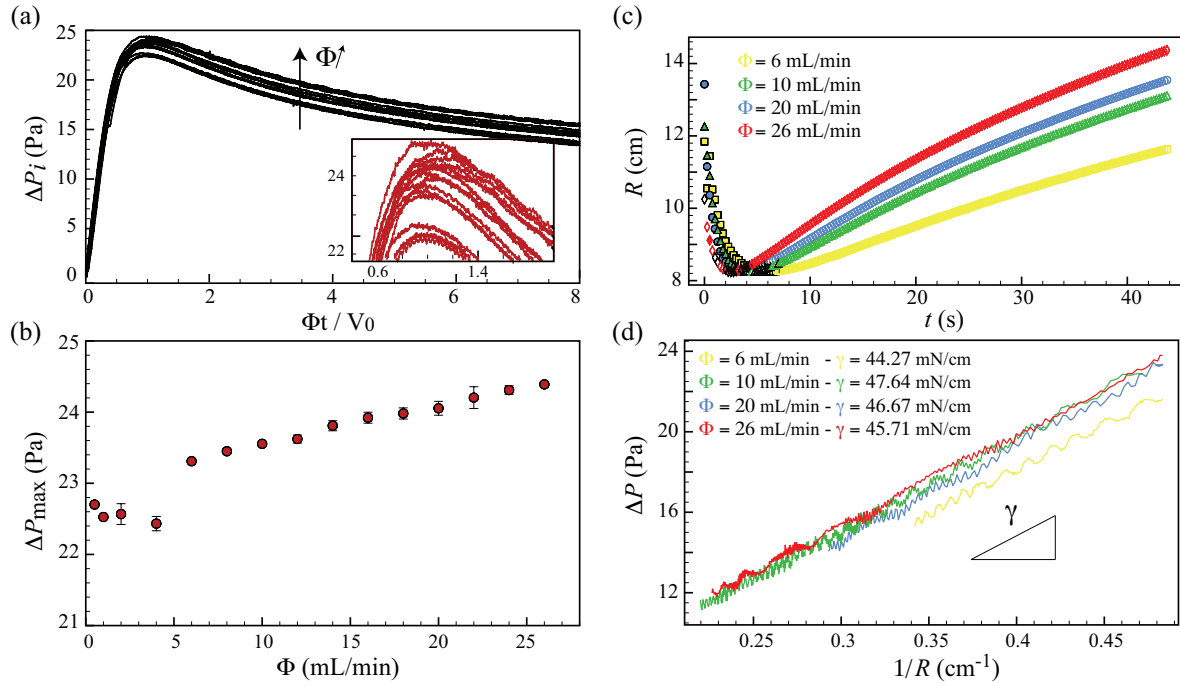 (a)
25
20
15
10
5
0
ΔPi (Pa)
Φ↗
24
22
0.6 1.4
0 2 4 6 8
Φt / V0
(b)
25
24
23
22
21
ΔPmax (Pa)
0 5 10 15 20 25
Φ (mL/min)
(c)
14
12
10
8
R (cm)
Φ = 6 mL/min
Φ = 10 mL/min
Φ = 20 mL/min
Φ = 26 mL/min
0 10 20 30 40
t (s)
(d)
24
20
16
12
ΔP (Pa)
Φ = 6 mL/min - γ = 44.27 mN/cm
Φ = 10 mL/min - γ = 47.64 mN/cm
Φ = 20 mL/min - γ = 46.67 mN/cm
Φ = 26 mL/min - γ = 45.71 mN/cm
γ
0.25 0.3 0.35 0.4 0.45
1/R (cm⁻¹)